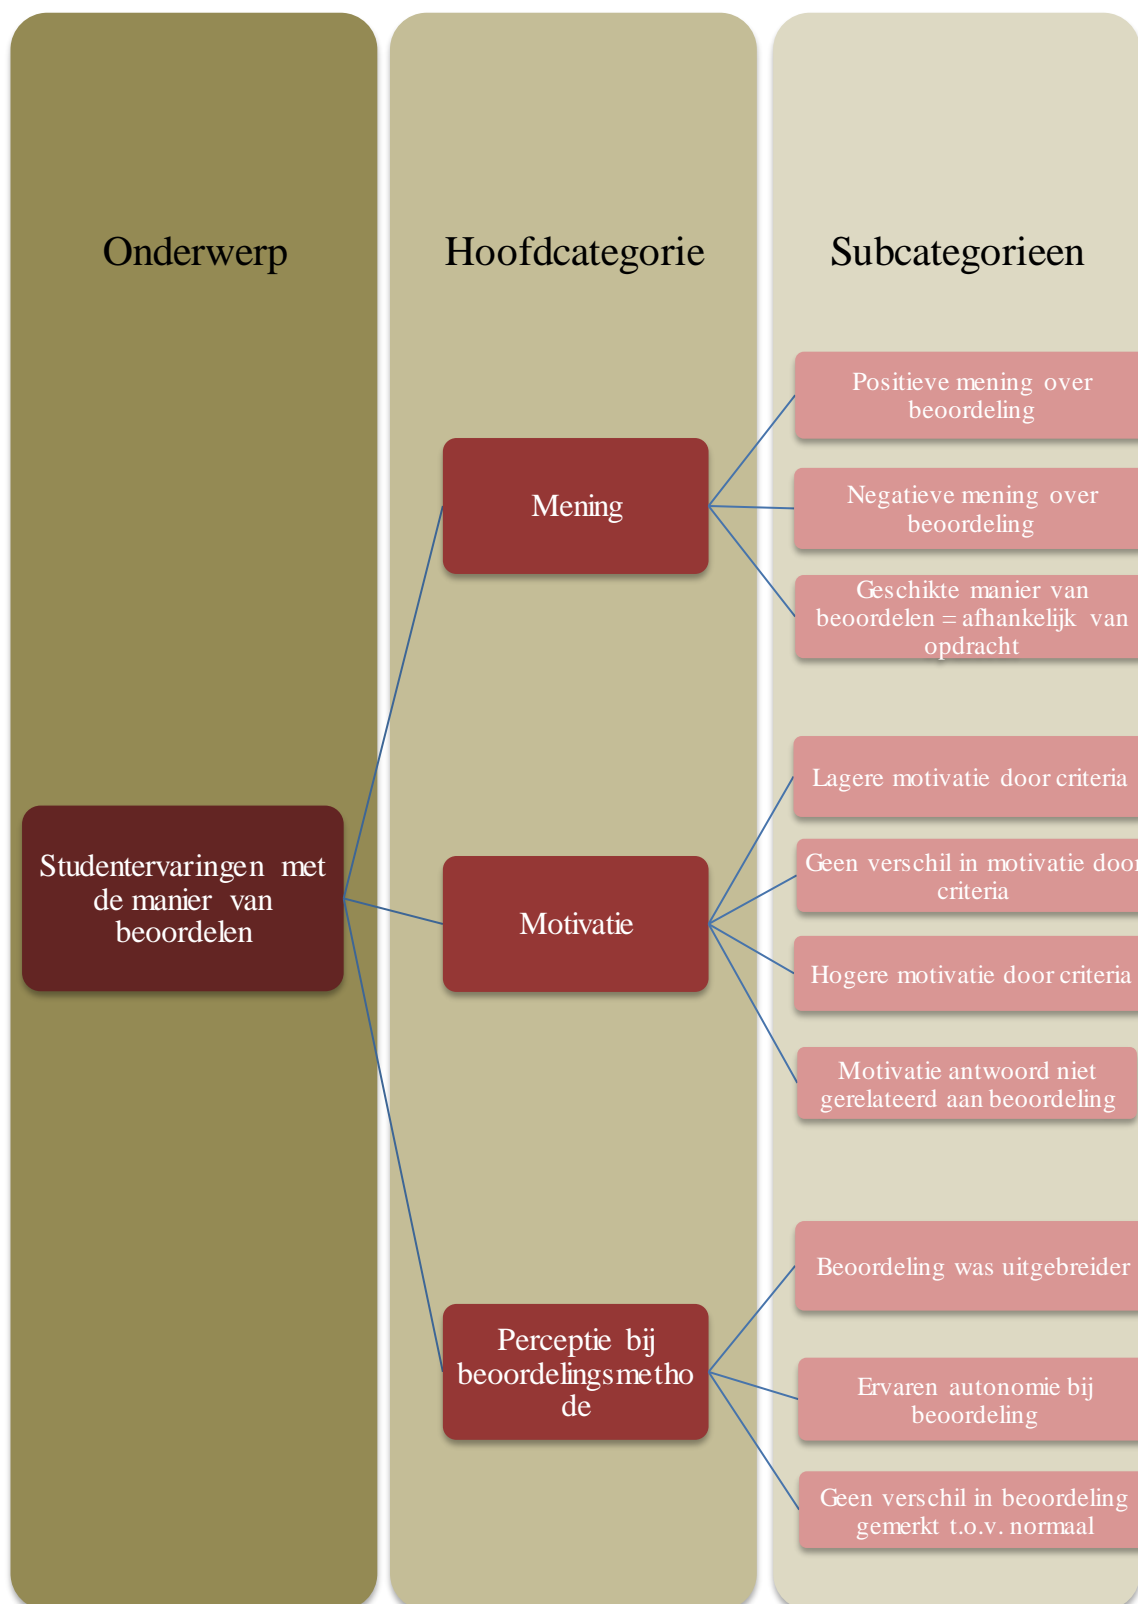 Onderwerp
Hoofdcategorie
Subcategorieen
Studentervaringen met
de manier van
beoordelen
Mening
Positieve mening over
beoordeling
Negatieve mening over
beoordeling
Geschikte manier van
beoordelen = afhankelijk van
opdracht
Motivatie
Lagere motivatie door criteria
Geen verschil in motivatie door
criteria
Hogere motivatie door criteria
Motivatie antwoord niet
gerelateerd aan beoordeling
Perceptie bij
beoordelingsmetho
de
Beoordeling was uitgebreider
Ervaren autonomie bij
beoordeling
Geen verschil in beoordeling
gemerkt t.o.v. normaal